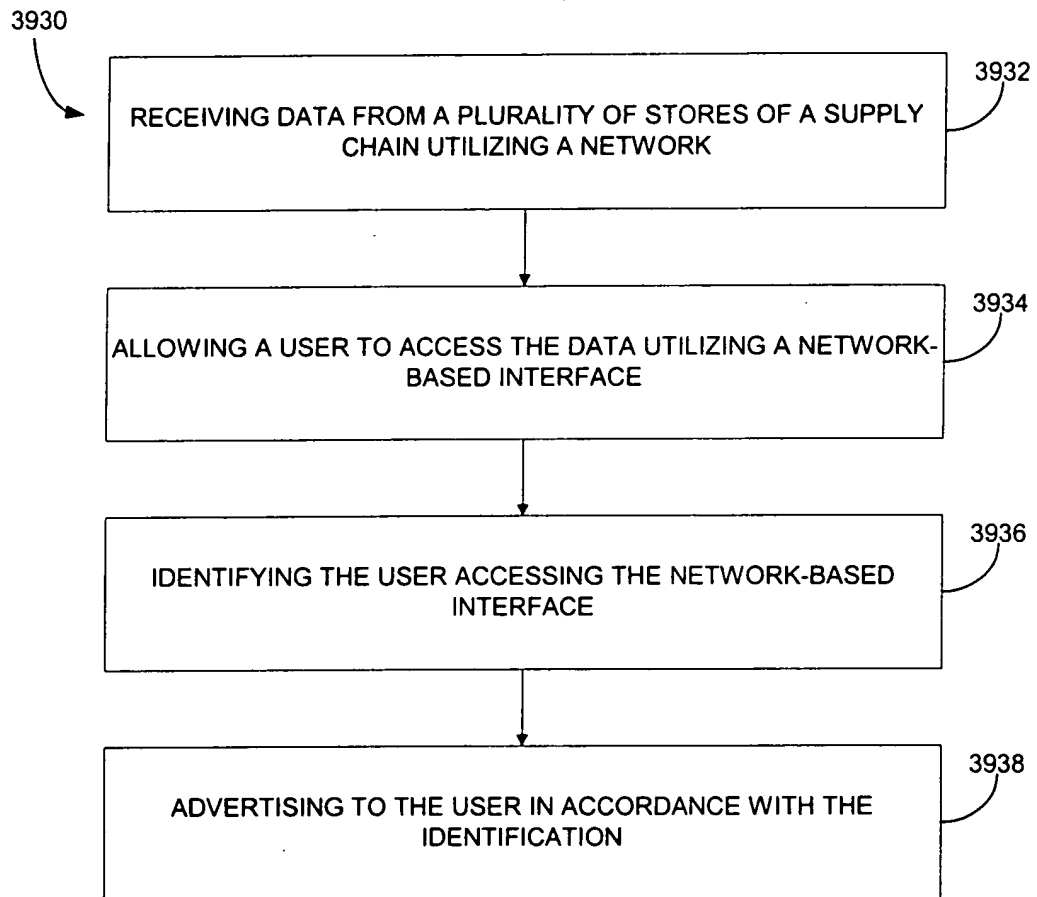 3930
3932
RECEIVING DATA FROM A PLURALITY OF STORES OF A SUPPLY
CHAIN UTILIZING A NETWORK
3934
ALLOWING A USER TO ACCESS THE DATA UTILIZING A NETWORK-
BASED INTERFACE
3936
IDENTIFYING THE USER ACCESSING THE NETWORK-BASED
INTERFACE
3938
ADVERTISING TO THE USER IN ACCORDANCE WITH THE
IDENTIFICATION